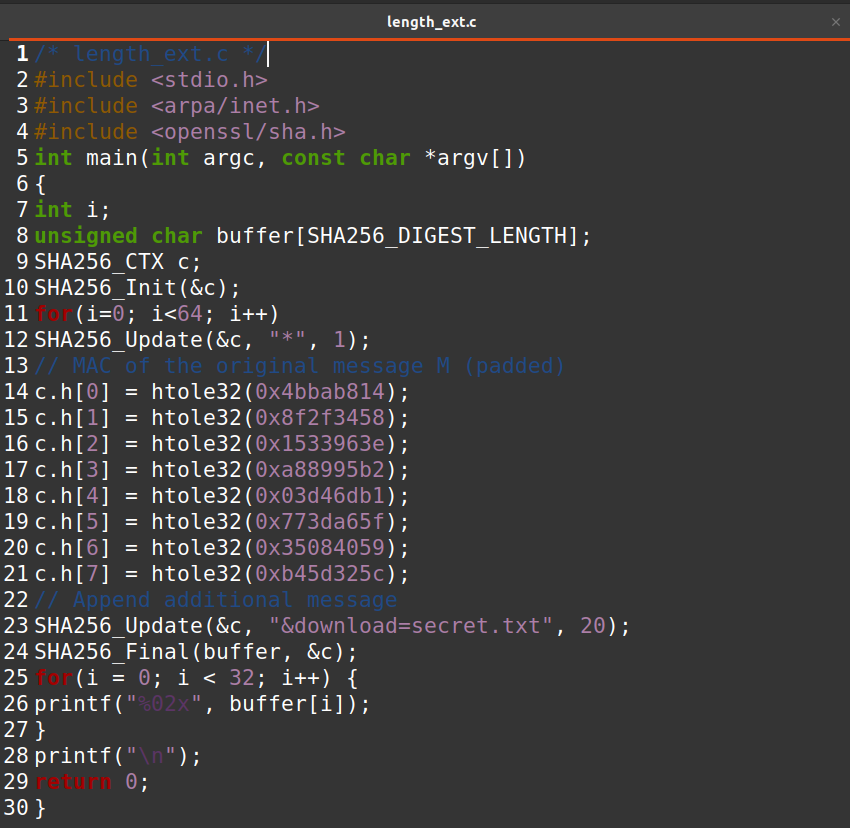 length_ext.c ×
1 /* length_ext.c */
2 #include <stdio.h>
3 #include <arpa/inet.h>
4 #include <openssl/sha.h>
5 int main(int argc, const char *argv[])
6 {
7 int i;
8 unsigned char buffer[SHA256_DIGEST_LENGTH];
9 SHA256_CTX c;
10 SHA256_Init(&c);
11 for(i=0; i<64; i++)
12 SHA256_Update(&c, "*", 1);
13 // MAC of the original message M (padded)
14 c.h[0] = htole32(0x4bbab814);
15 c.h[1] = htole32(0x8f2f3458);
16 c.h[2] = htole32(0x1533963e);
17 c.h[3] = htole32(0xa88995b2);
18 c.h[4] = htole32(0x03d46db1);
19 c.h[5] = htole32(0x773da65f);
20 c.h[6] = htole32(0x35084059);
21 c.h[7] = htole32(0xb45d325c);
22 // Append additional message
23 SHA256_Update(&c, "&download=secret.txt", 20);
24 SHA256_Final(buffer, &c);
25 for(i = 0; i < 32; i++) {
26 printf("%02x", buffer[i]);
27 }
28 printf("\n");
29 return 0;
30 }